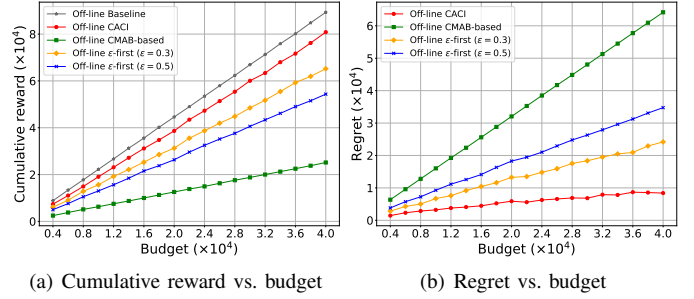 Off-line Baseline
Off-line CACI
Off-line CMAB-based
Off-line ε-first (ε = 0.3)
Off-line ε-first (ε = 0.5)
Cumulative reward (×10⁴)
8
6
4
2
0
0.4 0.8 1.2 1.6 2.0 2.4 2.8 3.2 3.6 4.0
Budget (×10⁴)
(a) Cumulative reward vs. budget
Off-line CACI
Off-line CMAB-based
Off-line ε-first (ε = 0.3)
Off-line ε-first (ε = 0.5)
Regret (×10⁴)
6
5
4
3
2
1
0
0.4 0.8 1.2 1.6 2.0 2.4 2.8 3.2 3.6 4.0
Budget (×10⁴)
(b) Regret vs. budget